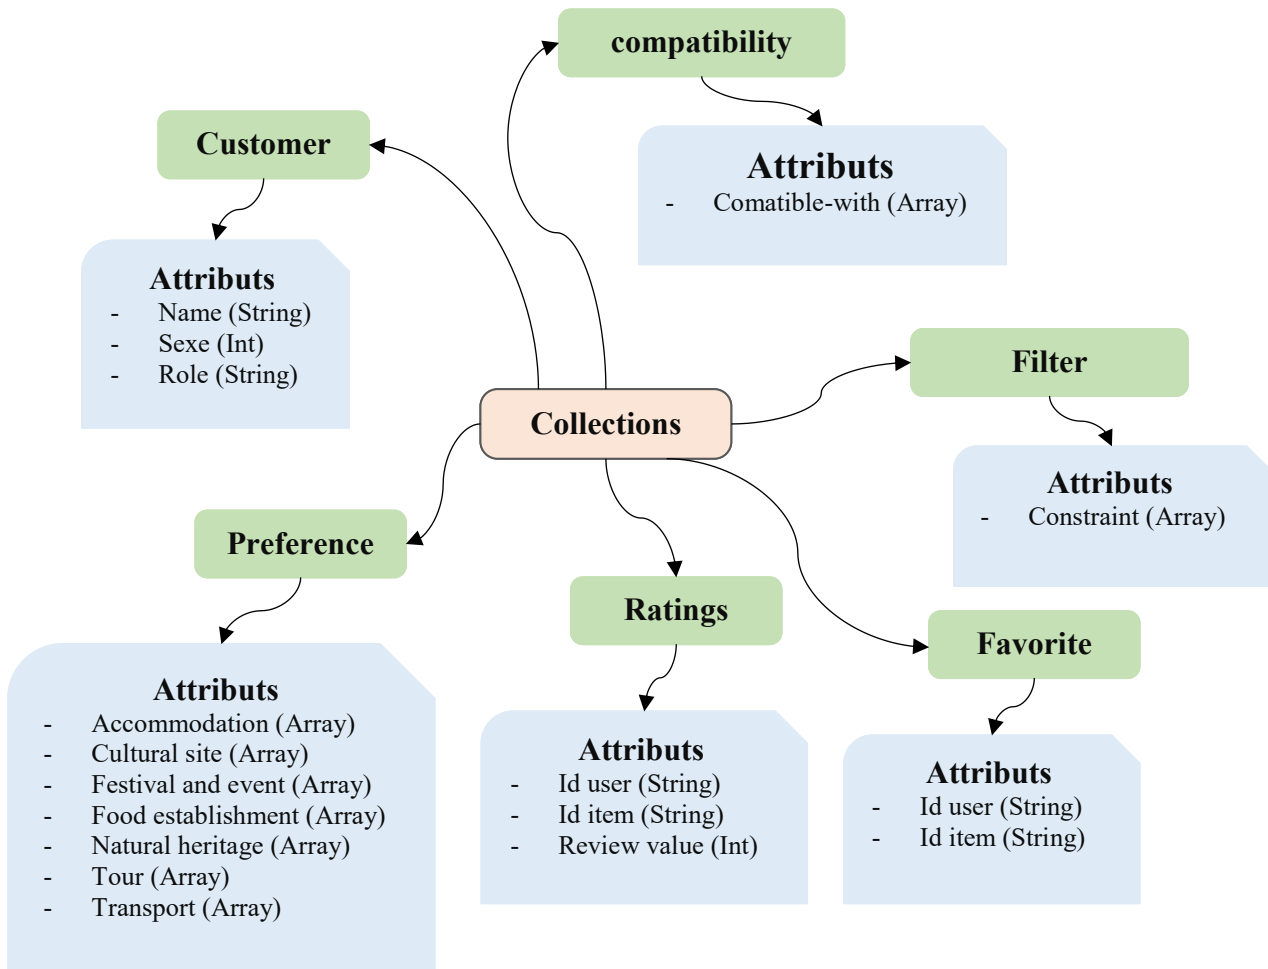 compatibility
Attributs
- Comatible-with (Array)
Customer
Attributs
- Name (String)
- Sexe (Int)
- Role (String)
Collections
Filter
Attributs
- Constraint (Array)
Preference
Attributs
- Accommodation (Array)
- Cultural site (Array)
- Festival and event (Array)
- Food establishment (Array)
- Natural heritage (Array)
- Tour (Array)
- Transport (Array)
Ratings
Attributs
- Id user (String)
- Id item (String)
- Review value (Int)
Favorite
Attributs
- Id user (String)
- Id item (String)